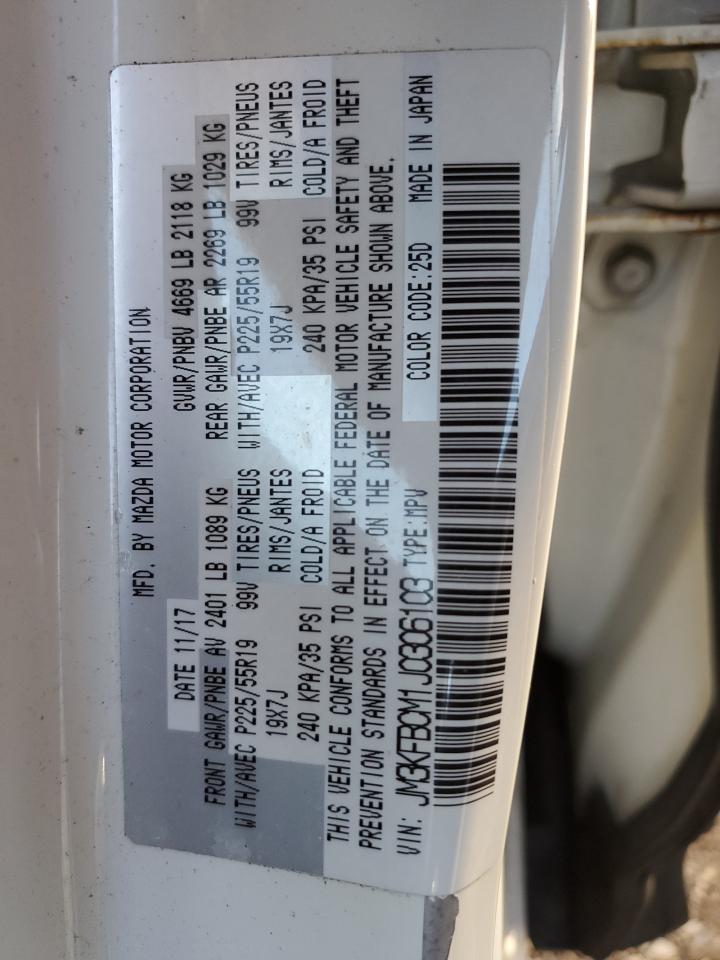 MFD. BY MAZDA MOTOR CORPORATION
DATE 11/17 GVWR/PNBV 4669 LB 2118 KG
FRONT GAWR/PNBE AV 2401 LB 1089 KG REAR GAWR/PNBE AR 2269 LB 1029 KG
WITH/AVEC P225/55R19 99V TIRES/PNEUS WITH/AVEC P225/55R19 99V TIRES/PNEUS
19X7J RIMS/JANTES 19X7J RIMS/JANTES
240 KPA/35 PSI COLD/A FROID 240 KPA/35 PSI COLD/A FROID
THIS VEHICLE CONFORMS TO ALL APPLICABLE FEDERAL MOTOR VEHICLE SAFETY AND THEFT
PREVENTION STANDARDS IN EFFECT ON THE DATE OF MANUFACTURE SHOWN ABOVE.
VIN: JM3KFBCM1J0306103 TYPE:MPV COLOR CODE:25D MADE IN JAPAN